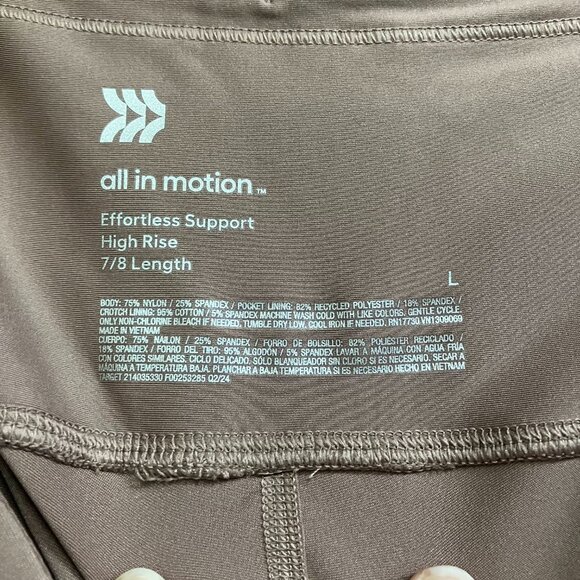 all in motion™
Effortless Support
High Rise
7/8 Length
L
BODY: 75% NYLON / 25% SPANDEX / POCKET LINING: 82% RECYCLED POLYESTER / 18% SPANDEX /
CROTCH LINING: 95% COTTON / 5% SPANDEX MACHINE WASH COLD WITH LIKE COLORS. GENTLE CYCLE.
ONLY NON-CHLORINE BLEACH IF NEEDED. TUMBLE DRY LOW. COOL IRON IF NEEDED. RN17730 VN1309069
MADE IN VIETNAM
CUERPO: 75% NAILON / 25% SPANDEX / FORRO DE BOLSILLO: 82% POLIÉSTER RECICLADO /
18% SPANDEX / FORRO DEL TIRO: 95% ALGODÓN / 5% SPANDEX LAVAR A MÁQUINA CON AGUA FRÍA
CON COLORES SIMILARES. CICLO DELICADO. SÓLO BLANQUEADOR SIN CLORO SI ES NECESARIO. SECAR A
MÁQUINA A TEMPERATURA BAJA. PLANCHAR A BAJA TEMPERATURA SI ES NECESARIO HECHO EN VIETNAM
TARGET 214035330 F00253285 Q2/24